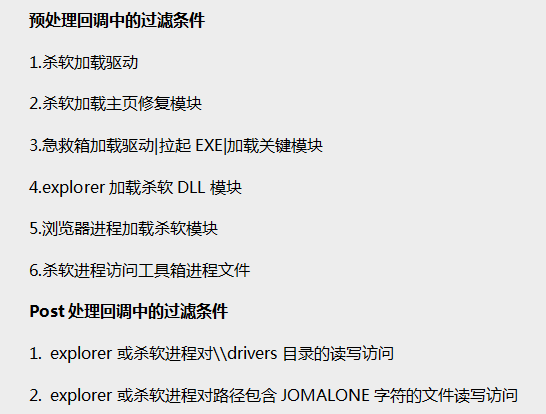 预处理回调中的过滤条件
1.杀软加载驱动
2.杀软加载主页修复模块
3.急救箱加载驱动|拉起 EXE|加载关键模块
4.explorer 加载杀软 DLL 模块
5.浏览器进程加载杀软模块
6.杀软进程访问工具箱进程文件
Post 处理回调中的过滤条件
1. explorer 或杀软进程对\\drivers 目录的读写访问
2. explorer 或杀软进程对路径包含 JOMALONE 字符的文件读写访问